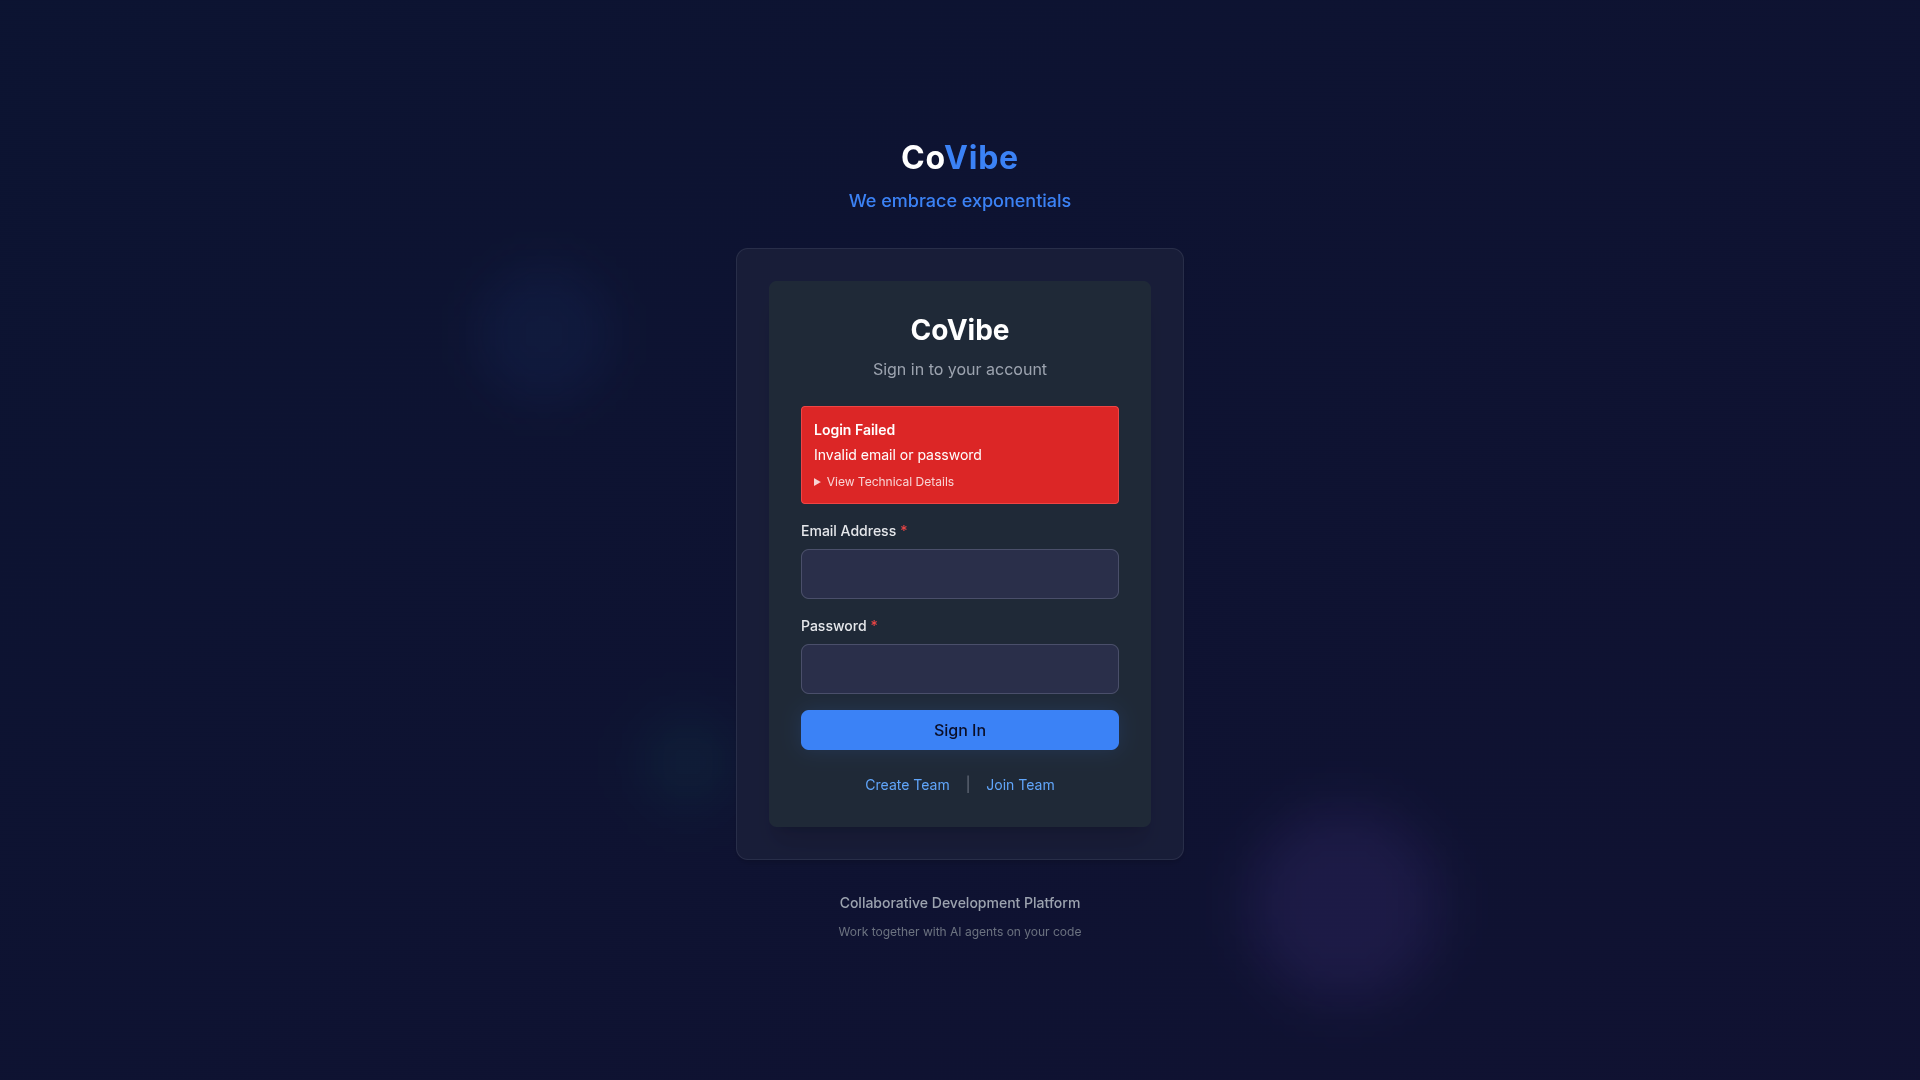 CoVibe
We embrace exponentials
CoVibe
Sign in to your account
Login Failed
Invalid email or password
▶ View Technical Details
Email Address *
Password *
Sign In
Create Team | Join Team
Collaborative Development Platform
Work together with AI agents on your code